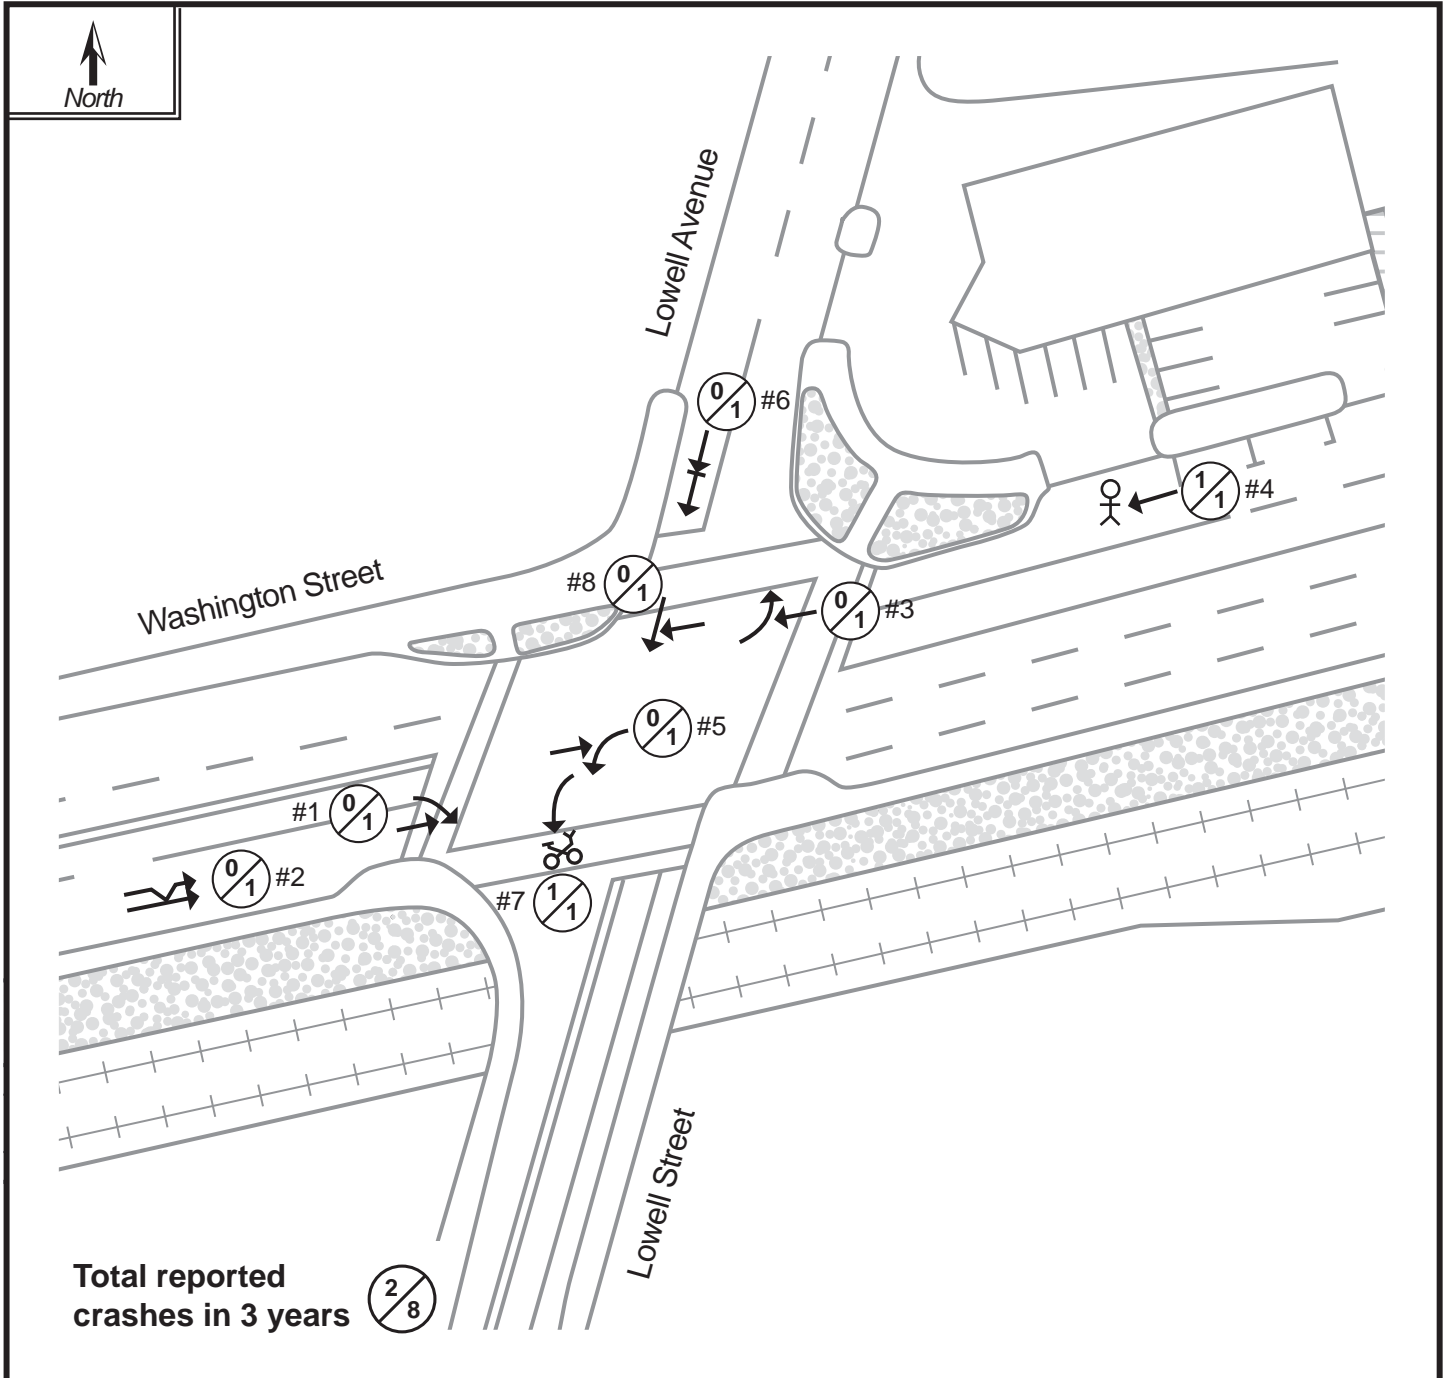 North
Lowell Avenue
0/1 #6
1/1 #4
Washington Street
#8 0/1
0/1 #3
0/1 #5
#1 0/1
0/1 #2
#7 1/1
Lowell Street
Total reported
crashes in 3 years 2/8